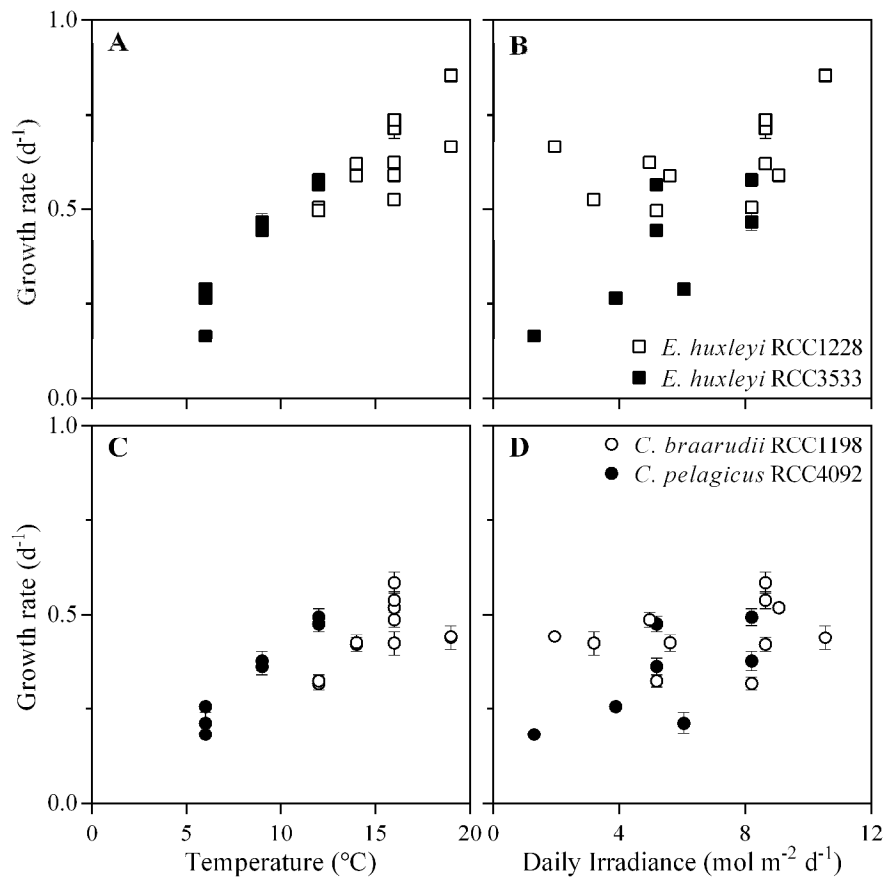 1.0
A
B
Growth rate (d⁻¹)
0.5
E. huxleyi RCC1228
E. huxleyi RCC3533
0.0
1.0
C
D
C. braarudii RCC1198
C. pelagicus RCC4092
Growth rate (d⁻¹)
0.5
0.0
0 5 10 15 20 0 4 8 12
Temperature (°C)
Daily Irradiance (mol m⁻² d⁻¹)